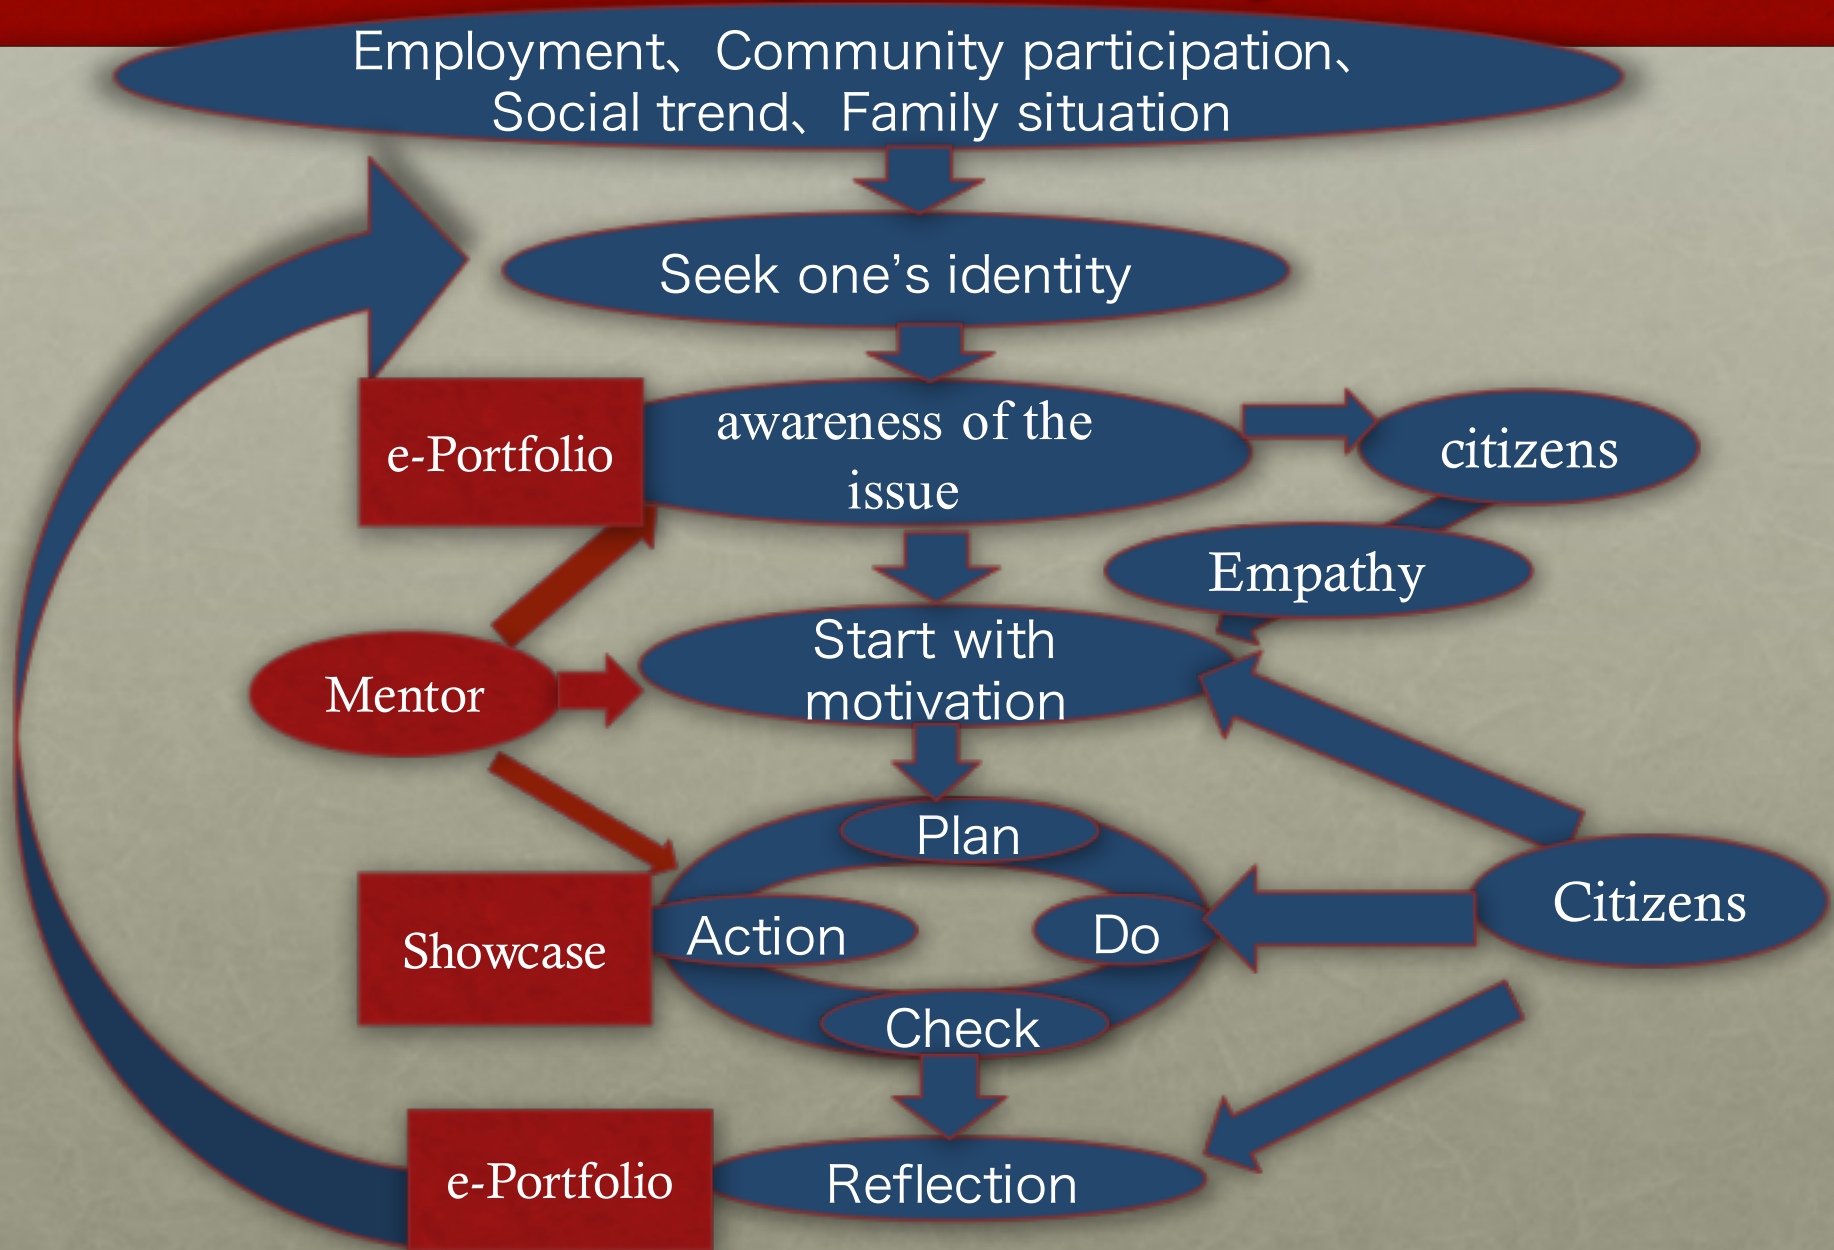 Employment、Community participation、
Social trend、Family situation
Seek one’s identity
e-Portfolio
awareness of the
issue
citizens
Empathy
Mentor
Start with
motivation
Plan
Action
Do
Citizens
Showcase
Check
e-Portfolio
Reflection